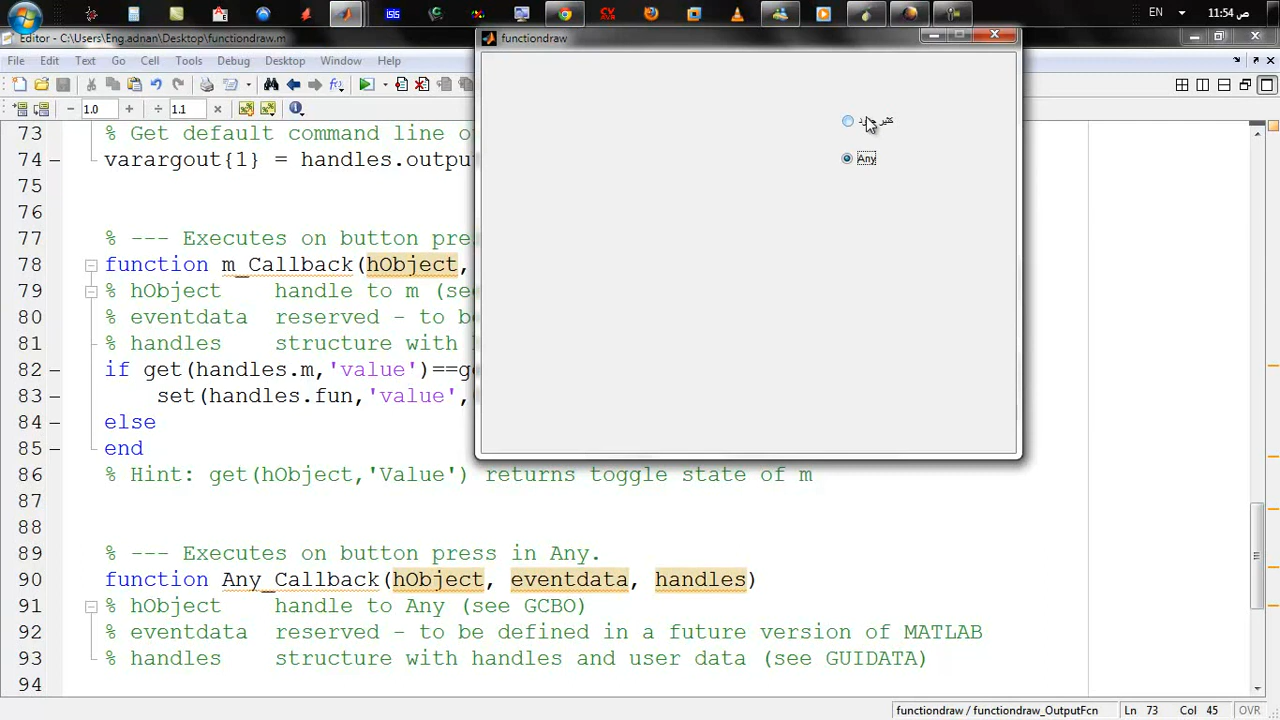 EN
11:54 ص
Editor - C:\Users\Eng.adnan\Desktop\functiondraw.m
functiondraw
File Edit Text Go Cell Tools Debug Desktop Window Help
1.0
1.1
كثير
Any
73 % Get default command line o
74 varargout{1} = handles.outpu
75
76
77 % --- Executes on button pre
78 function m_Callback(hObject,
79 % hObject handle to m (se
80 % eventdata reserved - to b
81 % handles structure with
82 if get(handles.m,'value')==g
83 set(handles.fun,'value',
84 else
85 end
86 % Hint: get(hObject,'Value') returns toggle state of m
87
88
89 % --- Executes on button press in Any.
90 function Any_Callback(hObject, eventdata, handles)
91 % hObject handle to Any (see GCBO)
92 % eventdata reserved - to be defined in a future version of MATLAB
93 % handles structure with handles and user data (see GUIDATA)
94
functiondraw / functiondraw_OutputFcn Ln 73 Col 45 OVR